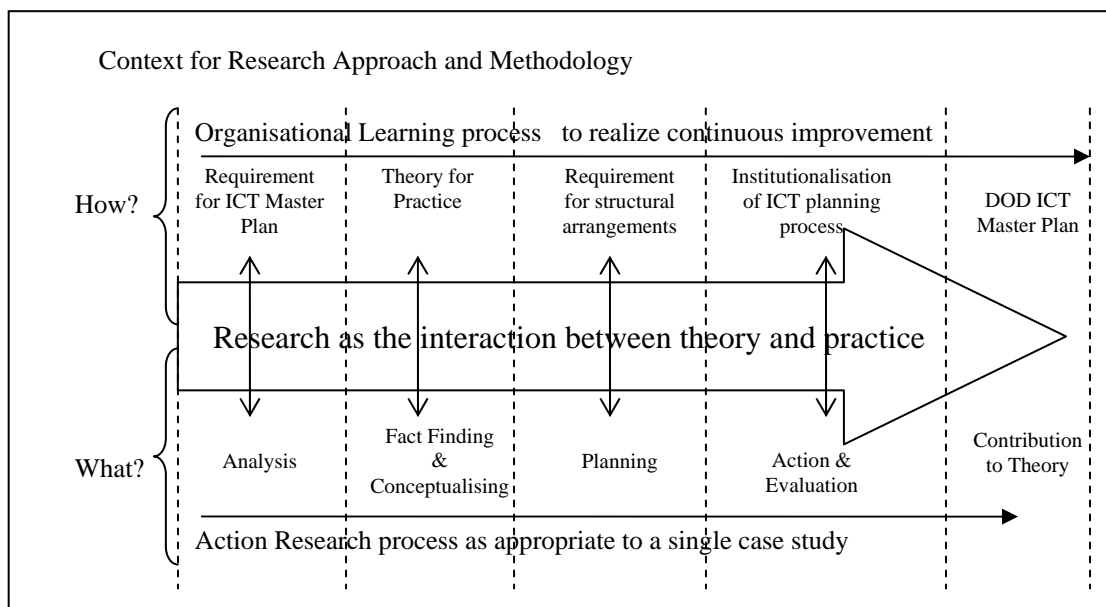 Context for Research Approach and Methodology
Organisational Learning process to realize continuous improvement
How?
Requirement
for ICT Master
Plan
Theory for
Practice
Requirement
for structural
arrangements
Institutionalisation
of ICT planning
process
DOD ICT
Master Plan
Research as the interaction between theory and practice
What?
Analysis
Fact Finding
&
Conceptualising
Planning
Action &
Evaluation
Contribution
to Theory
Action Research process as appropriate to a single case study